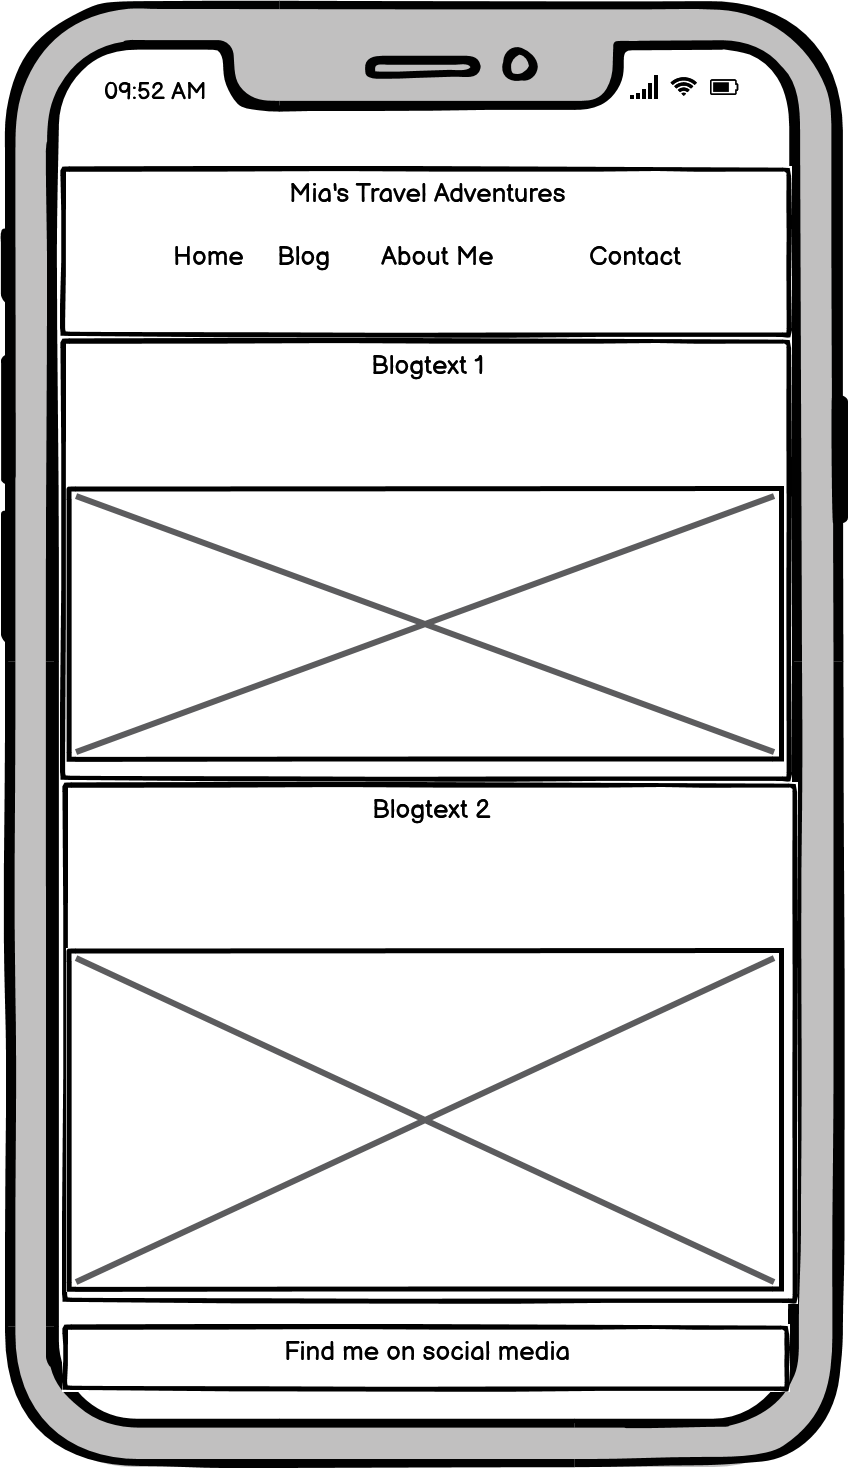 09:52 AM
Mia's Travel Adventures
Home Blog About Me Contact
Blogtext 1
Blogtext 2
Find me on social media